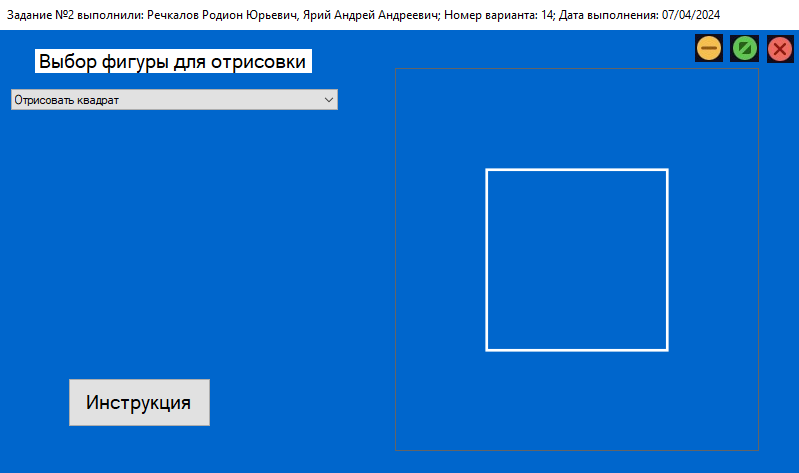 Задание №2 выполнили: Речкалов Родион Юрьевич, Ярий Андрей Андреевич; Номер варианта: 14; Дата выполнения: 07/04/2024
Выбор фигуры для отрисовки
Отрисовать квадрат
Инструкция